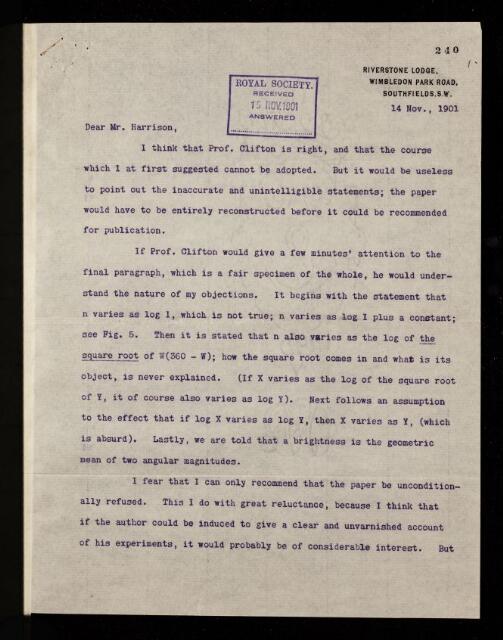 240
RIVERSTONE LODGE,
WIMBLEDON PARK ROAD,
SOUTHFIELDS, S.W.
ROYAL SOCIETY.
RECEIVED
15 NOV. 1901
ANSWERED
14 Nov., 1901
Dear Mr. Harrison,
I think that Prof. Clifton is right, and that the course
which I at first suggested cannot be adopted. But it would be useless
to point out the inaccurate and unintelligible statements; the paper
would have to be entirely reconstructed before it could be recommended
for publication.
If Prof. Clifton would give a few minutes' attention to the
final paragraph, which is a fair specimen of the whole, he would under-
stand the nature of my objections. It begins with the statement that
n varies as log l, which is not true; n varies as log l plus a constant;
see Fig. 5. Then it is stated that n also varies as the log of the
square root of W(360 - W); how the square root comes in and what is its
object, is never explained. (If X varies as the log of the square root
of Y, it of course also varies as log Y). Next follows an assumption
to the effect that if log X varies as log Y, then X varies as Y, (which
is absurd). Lastly, we are told that a brightness is the geometric
mean of two angular magnitudes.
I fear that I can only recommend that the paper be uncondition-
ally refused. This I do with great reluctance, because I think that
if the author could be induced to give a clear and unvarnished account
of his experiments, it would probably be of considerable interest. But